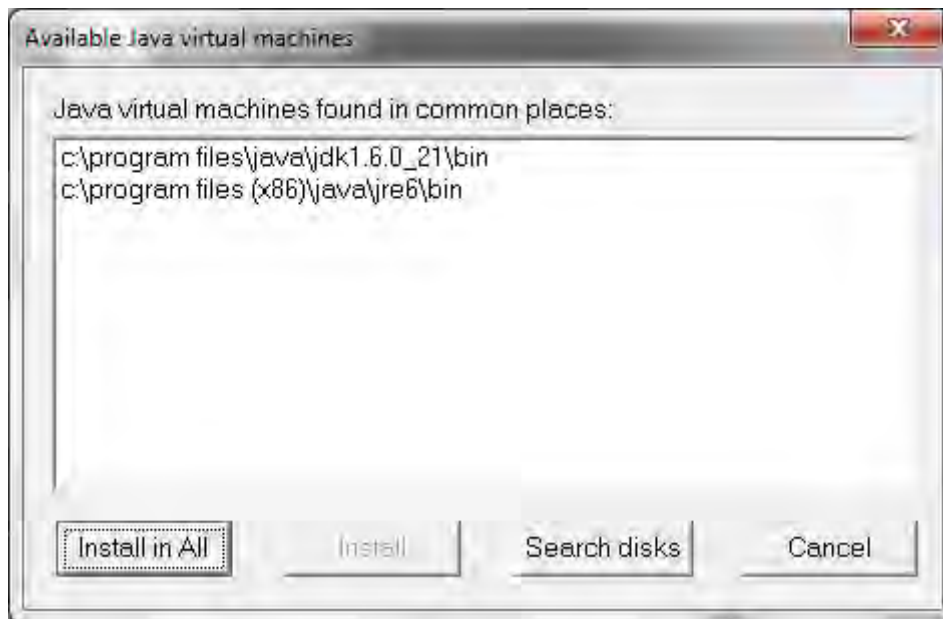 Available Java virtual machines
Java virtual machines found in common places:
c:\program files\java\jdk1.6.0_21\bin
c:\program files (x86)\java\jre6\bin
Install in All
Install
Search disks
Cancel